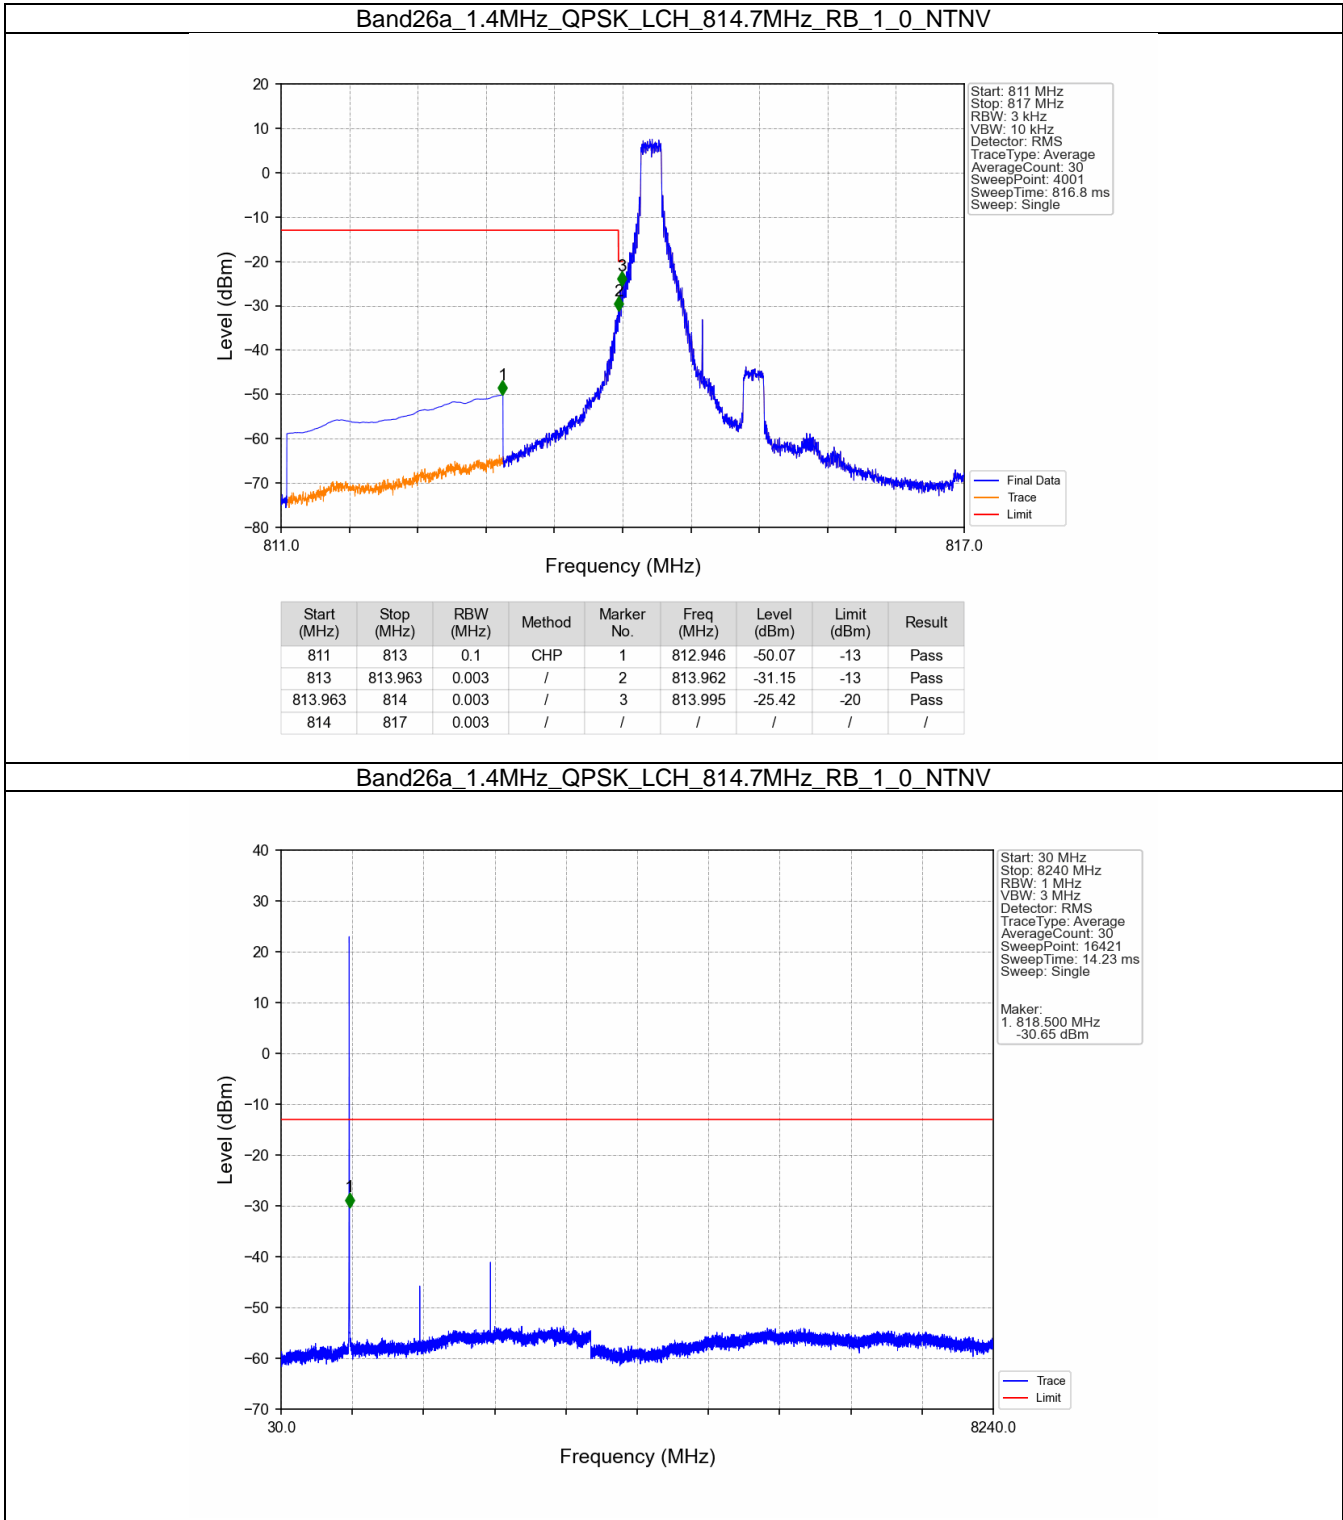 Band26a_1.4MHz_QPSK_LCH_814.7MHz_RB_1_0_NTNV
20
10
0
−10
−20
−30
−40
−50
−60
−70
−80
Level (dBm)
1
2
3
811.0
817.0
Frequency (MHz)
Start: 811 MHz
Stop: 817 MHz
RBW: 3 kHz
VBW: 10 kHz
Detector: RMS
TraceType: Average
AverageCount: 30
SweepPoint: 4001
SweepTime: 816.8 ms
Sweep: Single
Final Data
Trace
Limit
Start (MHz) Stop (MHz) RBW (MHz) Method Marker No. Freq (MHz) Level (dBm) Limit (dBm) Result
811 813 0.1 CHP 1 812.946 -50.07 -13 Pass
813 813.963 0.003 / 2 813.962 -31.15 -13 Pass
813.963 814 0.003 / 3 813.995 -25.42 -20 Pass
814 817 0.003 / / / / / /
Band26a_1.4MHz_QPSK_LCH_814.7MHz_RB_1_0_NTNV
40
30
20
10
0
−10
−20
−30
−40
−50
−60
−70
Level (dBm)
1
30.0
8240.0
Frequency (MHz)
Start: 30 MHz
Stop: 8240 MHz
RBW: 1 MHz
VBW: 3 MHz
Detector: RMS
TraceType: Average
AverageCount: 30
SweepPoint: 16421
SweepTime: 14.23 ms
Sweep: Single
Maker:
1. 818.500 MHz
-30.65 dBm
Trace
Limit